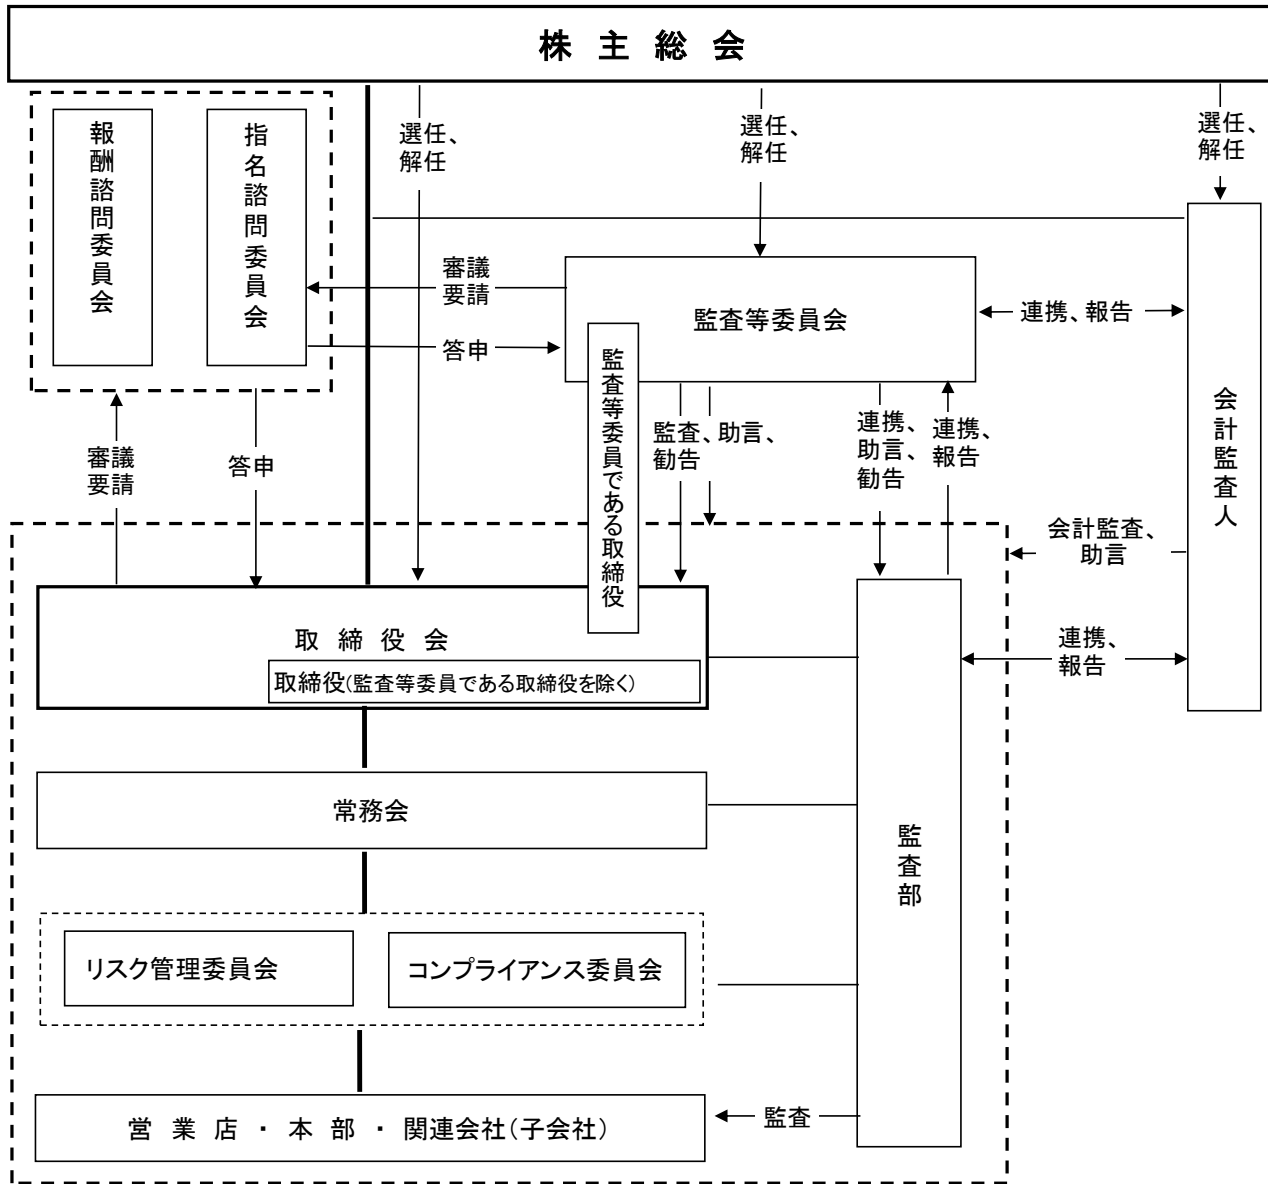 株主総会
報酬諮問委員会
指名諮問委員会
選任、
解任
選任、
解任
選任、
解任
審議
要請
答申
監査等委員会
連携、報告
監査等委員である取締役
監査、助言、
勧告
連携、
助言、
勧告
連携、
報告
会計監査人
審議
要請
答申
会計監査、
助言
取締役会
取締役(監査等委員である取締役を除く)
連携、
報告
常務会
監査部
リスク管理委員会
コンプライアンス委員会
営業店・本部・関連会社(子会社)
監査